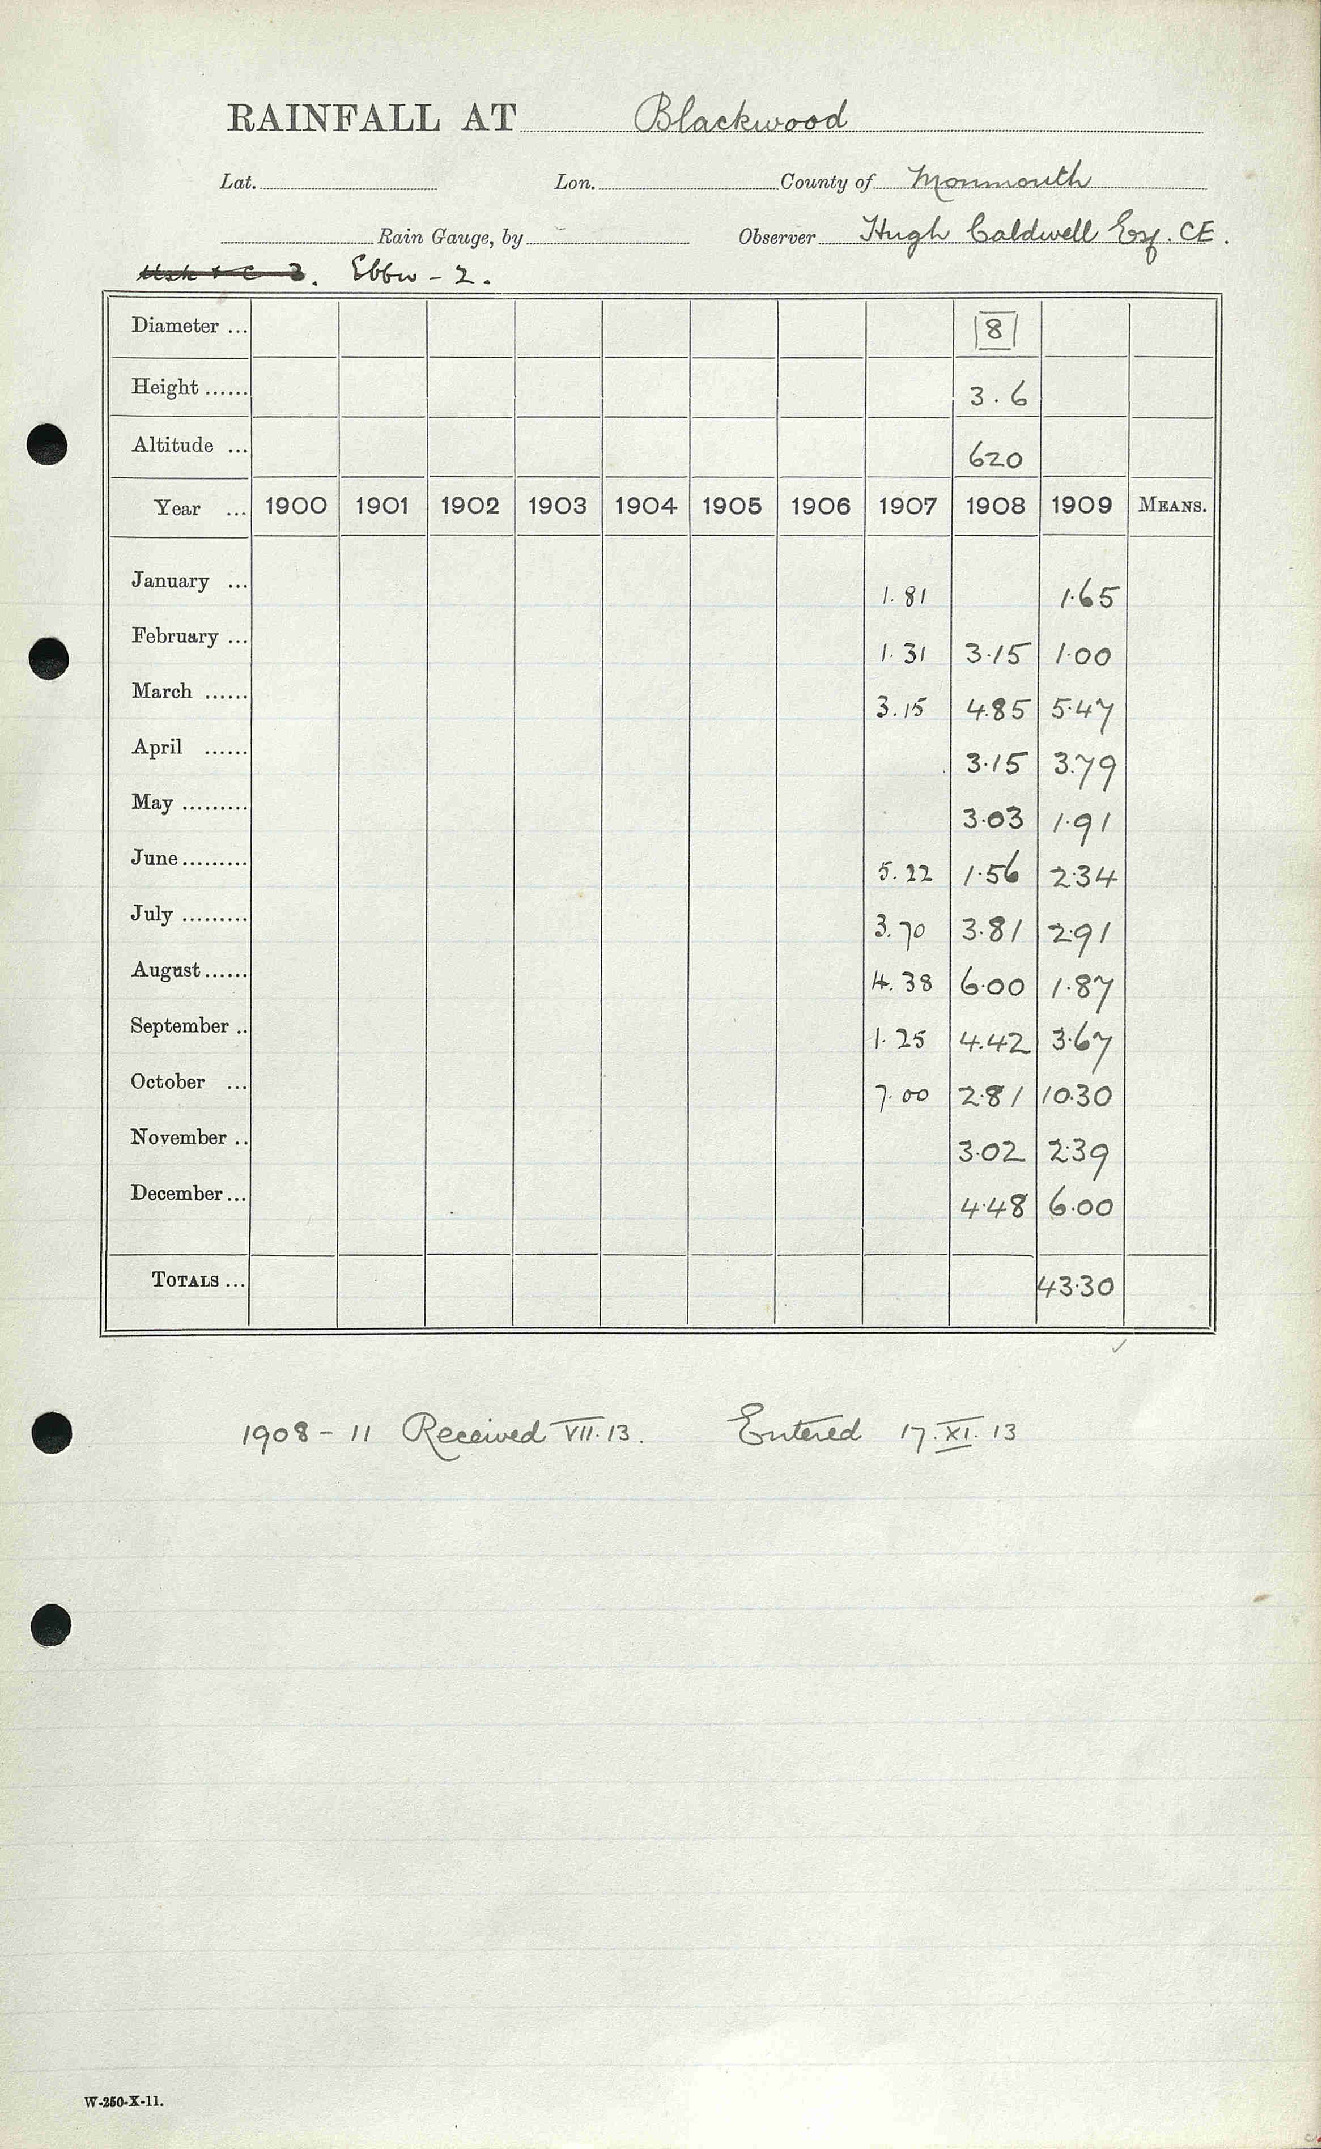 RAINFALL AT Blackwood
Lat. Lon. County of Monmouth
Rain Gauge, by Observer Hugh Caldwell Esq. CE.
Ebbw - 2.
Diameter ... 8
Height ...... 3.6
Altitude ... 620
Year ... 1900 1901 1902 1903 1904 1905 1906 1907 1908 1909 MEANS.
January ... 1.81 1.65
February ... 1.31 3.15 1.00
March ...... 3.15 4.85 5.47
April ...... 3.15 3.79
May ......... 3.03 1.91
June ......... 5.22 1.56 2.34
July ......... 3.70 3.81 2.91
August ...... 4.38 6.00 1.87
September .. 1.25 4.42 3.67
October ... 7.00 2.81 10.30
November .. 3.02 2.39
December ... 4.48 6.00
TOTALS ... 43.30
1908 - 11 Received VII.13. Entered 17.XI.13
W-250-X-11.